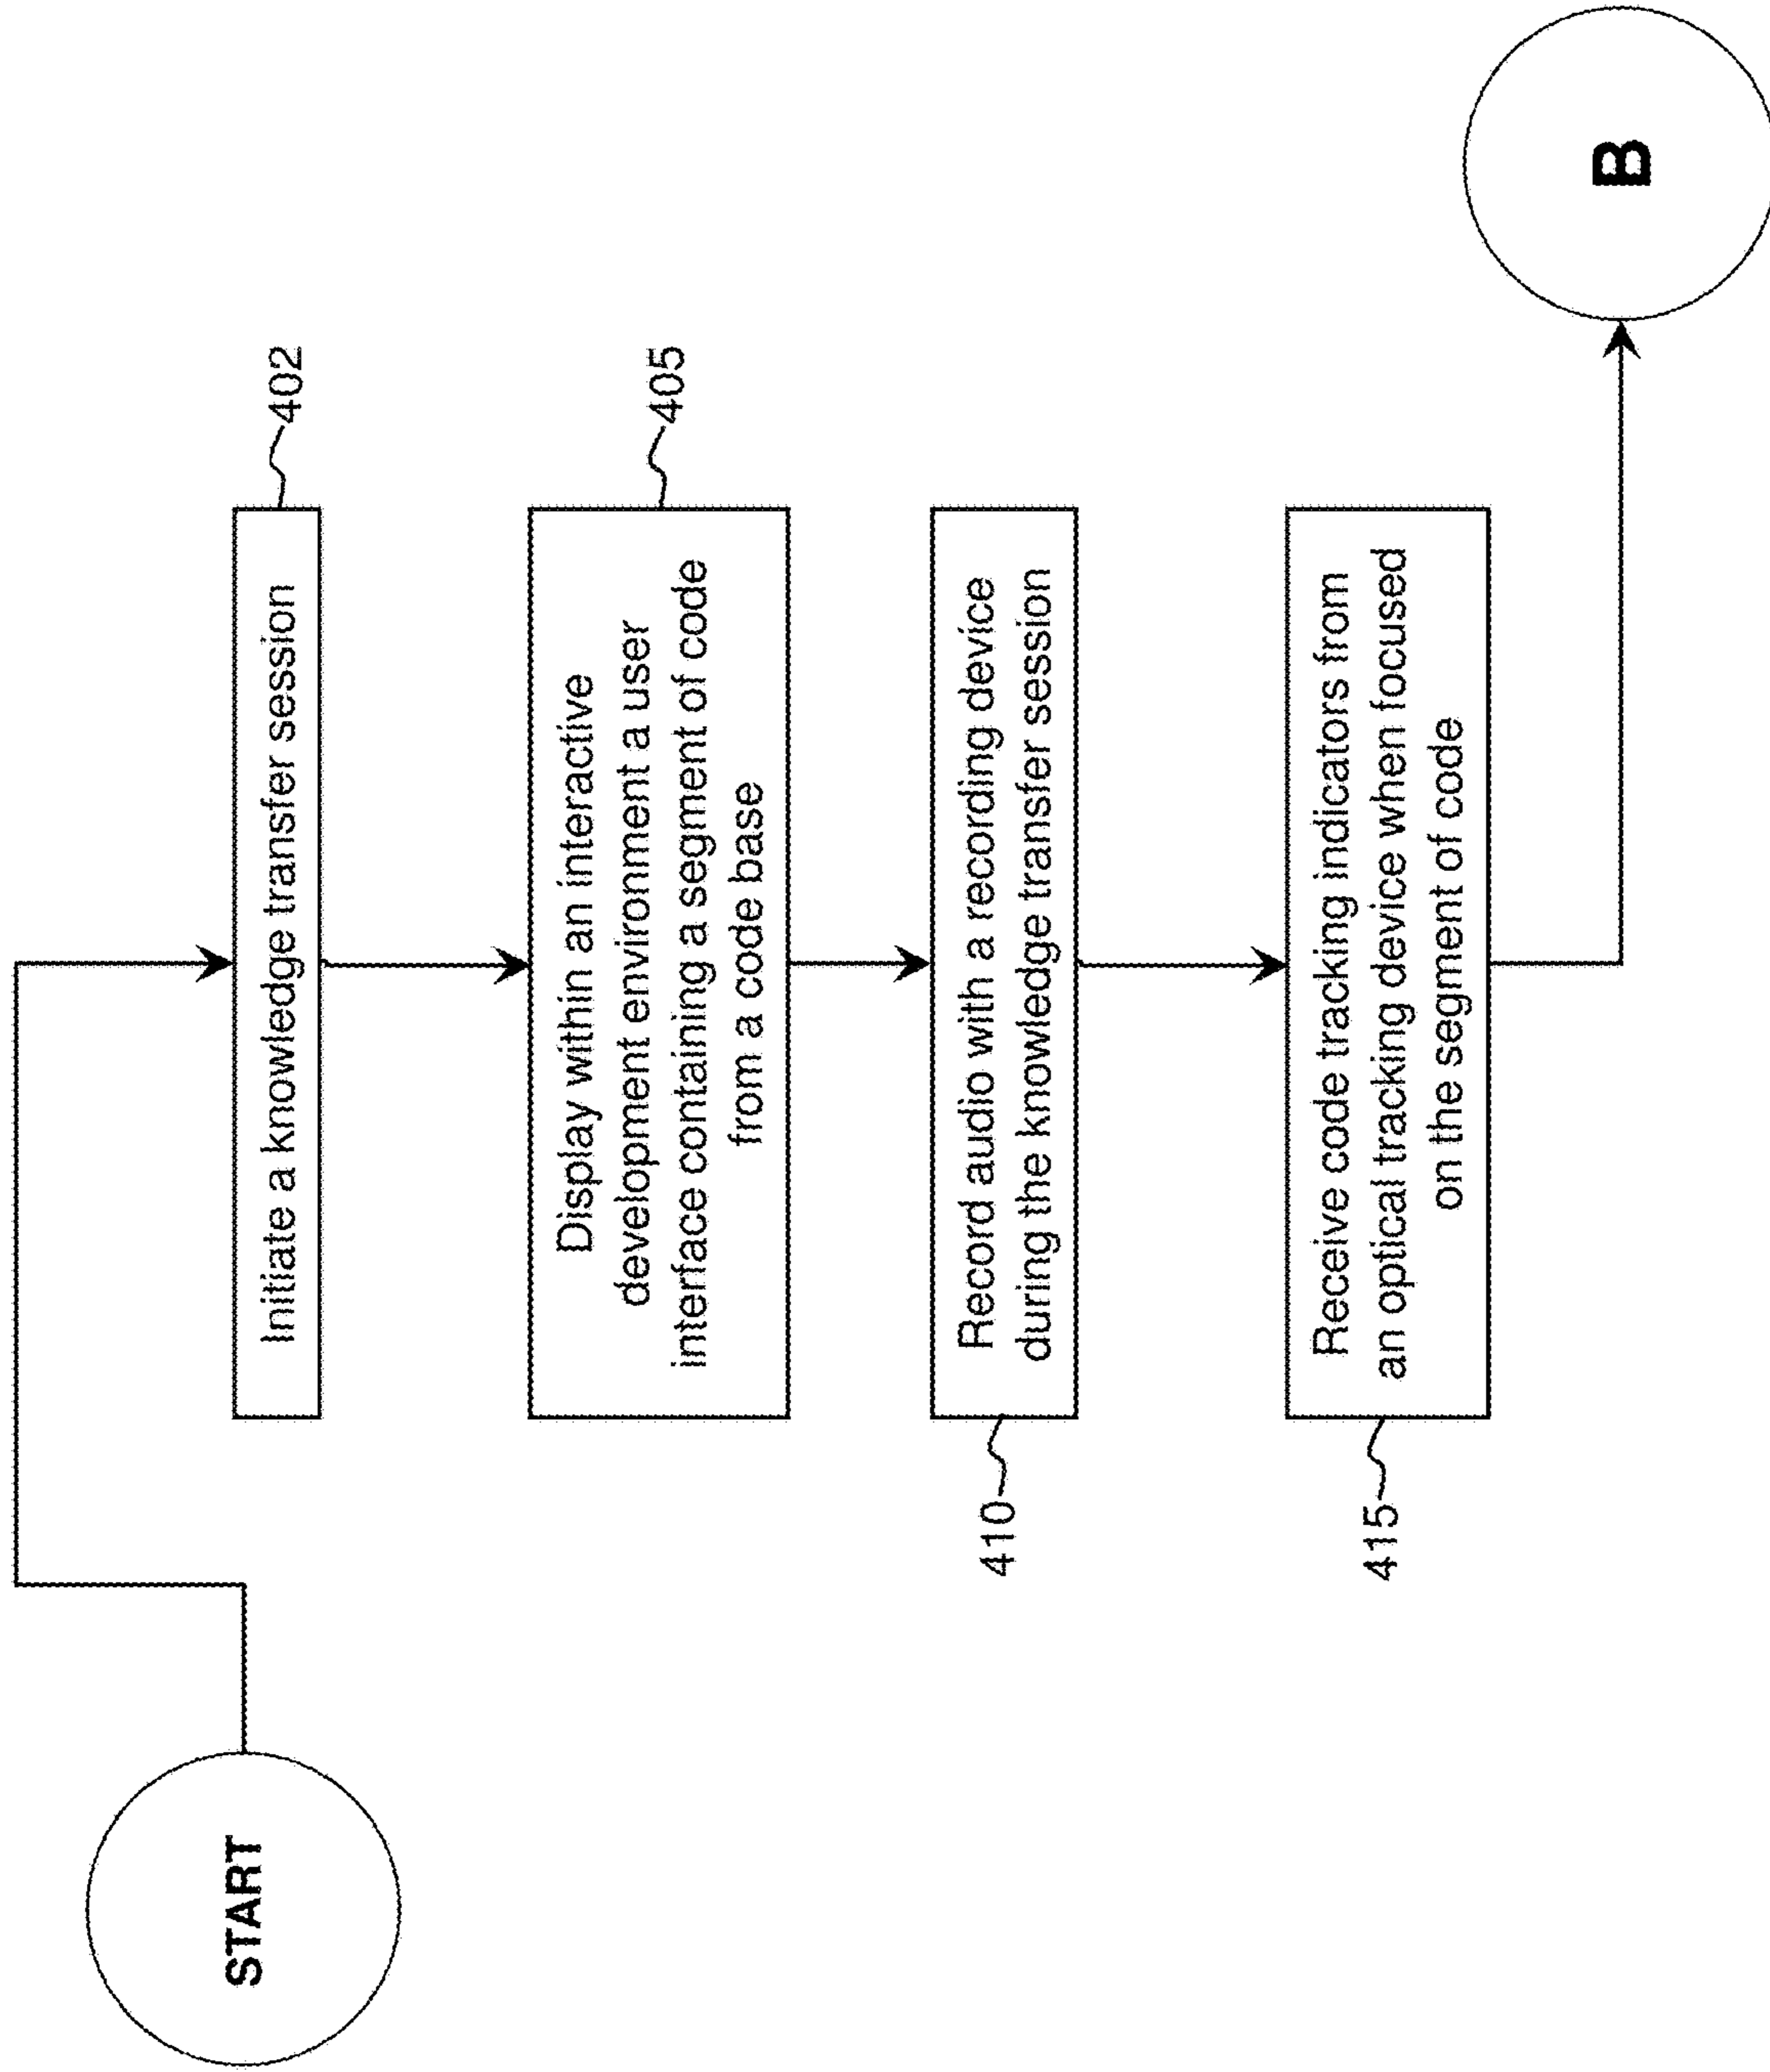 START
Initiate a knowledge transfer session
402
Display within an interactive
development environment a user
interface containing a segment of code
from a code base
405
Record audio with a recording device
during the knowledge transfer session
410
Receive code tracking indicators from
an optical tracking device when focused
on the segment of code
415
B